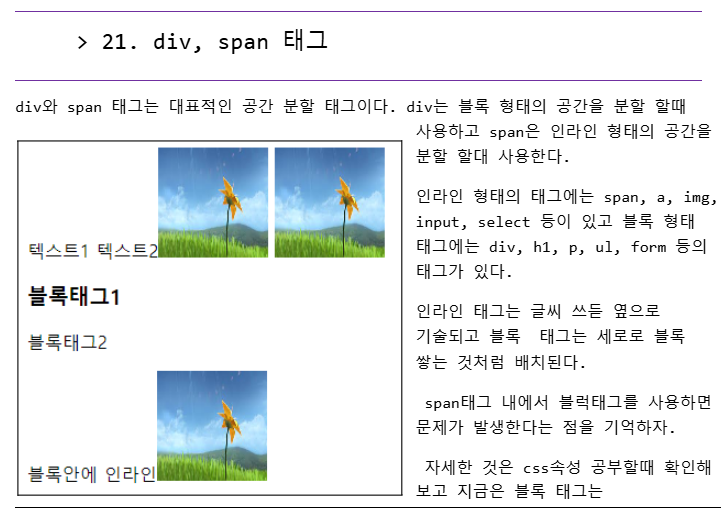 > 21. div, span 태그
div와 span 태그는 대표적인 공간 분할 태그이다. div는 블록 형태의 공간을 분할 할때
사용하고 span은 인라인 형태의 공간을
분할 할대 사용한다.
인라인 형태의 태그에는 span, a, img,
input, select 등이 있고 블록 형태
태그에는 div, h1, p, ul, form 등의
태그가 있다.
인라인 태그는 글씨 쓰듯 옆으로
기술되고 블록  태그는 세로로 블록
쌓는 것처럼 배치된다.
span태그 내에서 블럭태그를 사용하면
문제가 발생한다는 점을 기억하자.
자세한 것은 css속성 공부할때 확인해
보고 지금은 블록 태그는
텍스트1 텍스트2
블록태그1
블록태그2
블록안에 인라인